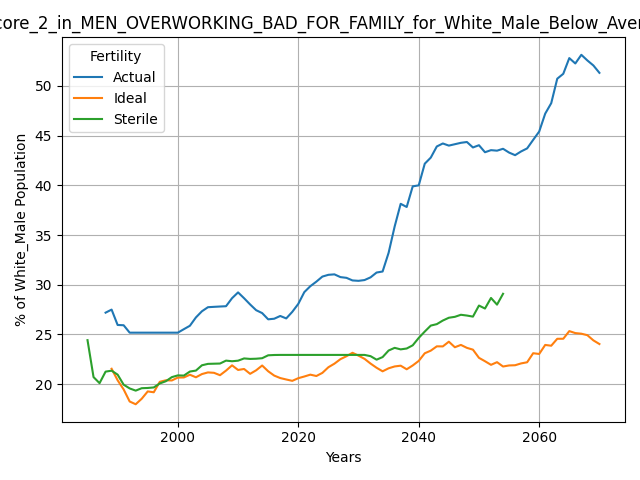 core_2_in_MEN_OVERWORKING_BAD_FOR_FAMILY_for_White_Male_Below_Aver
Fertility
Actual
Ideal
Sterile
% of White_Male Population
50
45
40
35
30
25
20
2000
2020
2040
2060
Years